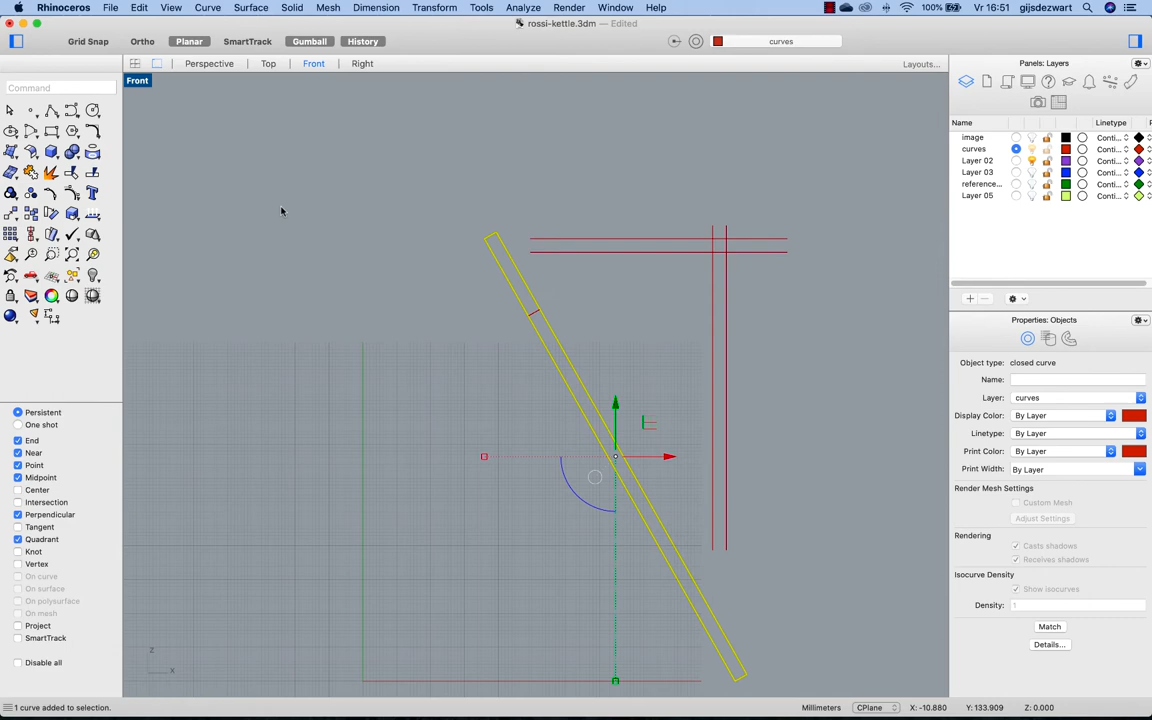 Rhinoceros File Edit View Curve Surface Solid Mesh Dimension Transform Tools Analyze Render Window Help 100% Vr 16:51 gijsdezwart
rossi-kettle.3dm — Edited
Grid Snap Ortho Planar SmartTrack Gumball History curves
Perspective Top Front Right Layouts... Panels: Layers
Front
Command
Name Linetype P
image Conti...
curves Conti...
Layer 02 Conti...
Layer 03 Conti...
reference... Conti...
Layer 05 Conti...
Properties: Objects
Object type: closed curve
Name:
Layer: curves
Display Color: By Layer
Linetype: By Layer
Print Color: By Layer
Print Width: By Layer
Render Mesh Settings
Custom Mesh
Adjust Settings
Rendering
Casts shadows
Receives shadows
Isocurve Density
Show isocurves
Density: 1
Match
Details...
Persistent
One shot
End
Near
Point
Midpoint
Center
Intersection
Perpendicular
Tangent
Quadrant
Knot
Vertex
On curve
On surface
On polysurface
On mesh
Project
SmartTrack
Disable all
z
x
1 curve added to selection. Millimeters CPlane X: -10.880 Y: 133.909 Z: 0.000